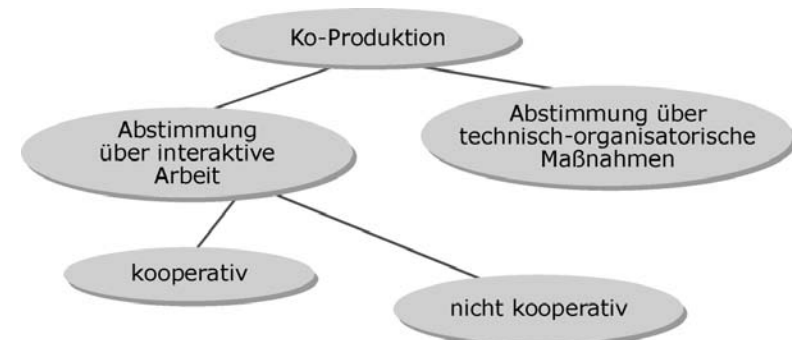 Ko-Produktion
Abstimmung
über interaktive
Arbeit
Abstimmung über
technisch-organisatorische
Maßnahmen
kooperativ
nicht kooperativ